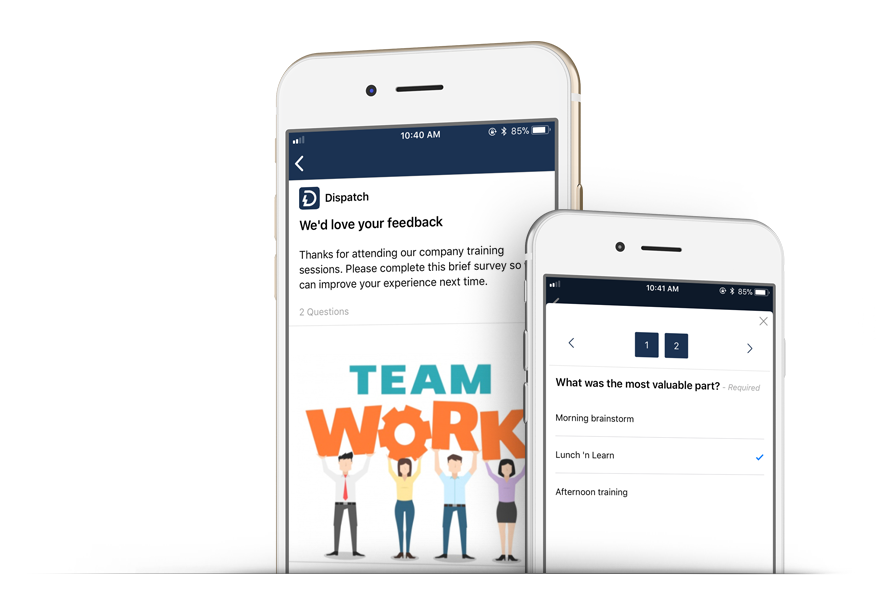 10:40 AM
85%
Dispatch
We'd love your feedback
Thanks for attending our company training
sessions. Please complete this brief survey so
can improve your experience next time.
2 Questions
TEAM
WORK
10:41 AM
85%
1
2
What was the most valuable part? - Required
Morning brainstorm
Lunch 'n Learn
Afternoon training